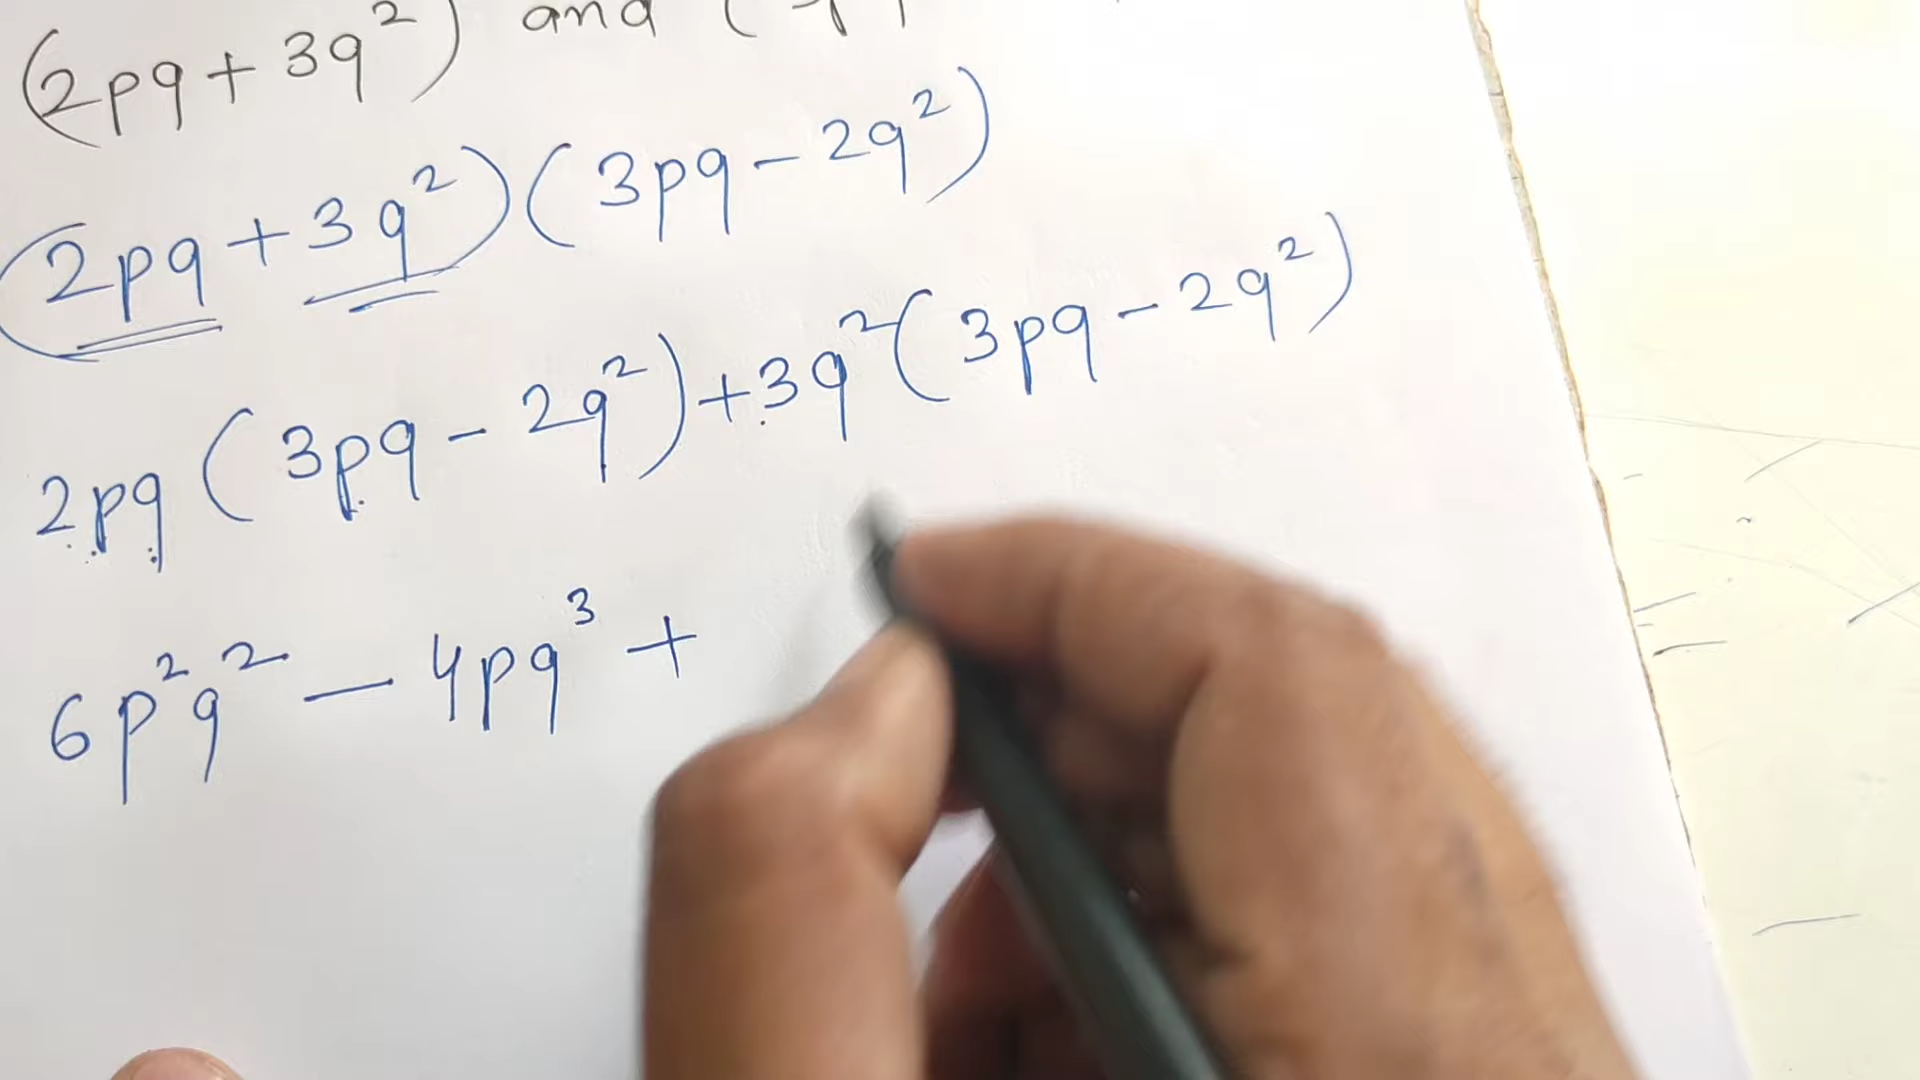 (2pq + 3q²) and (
(2pq + 3q²)(3pq - 2q²)
2pq(3pq - 2q²) + 3q²(3pq - 2q²)
6p²q² - 4pq³ +